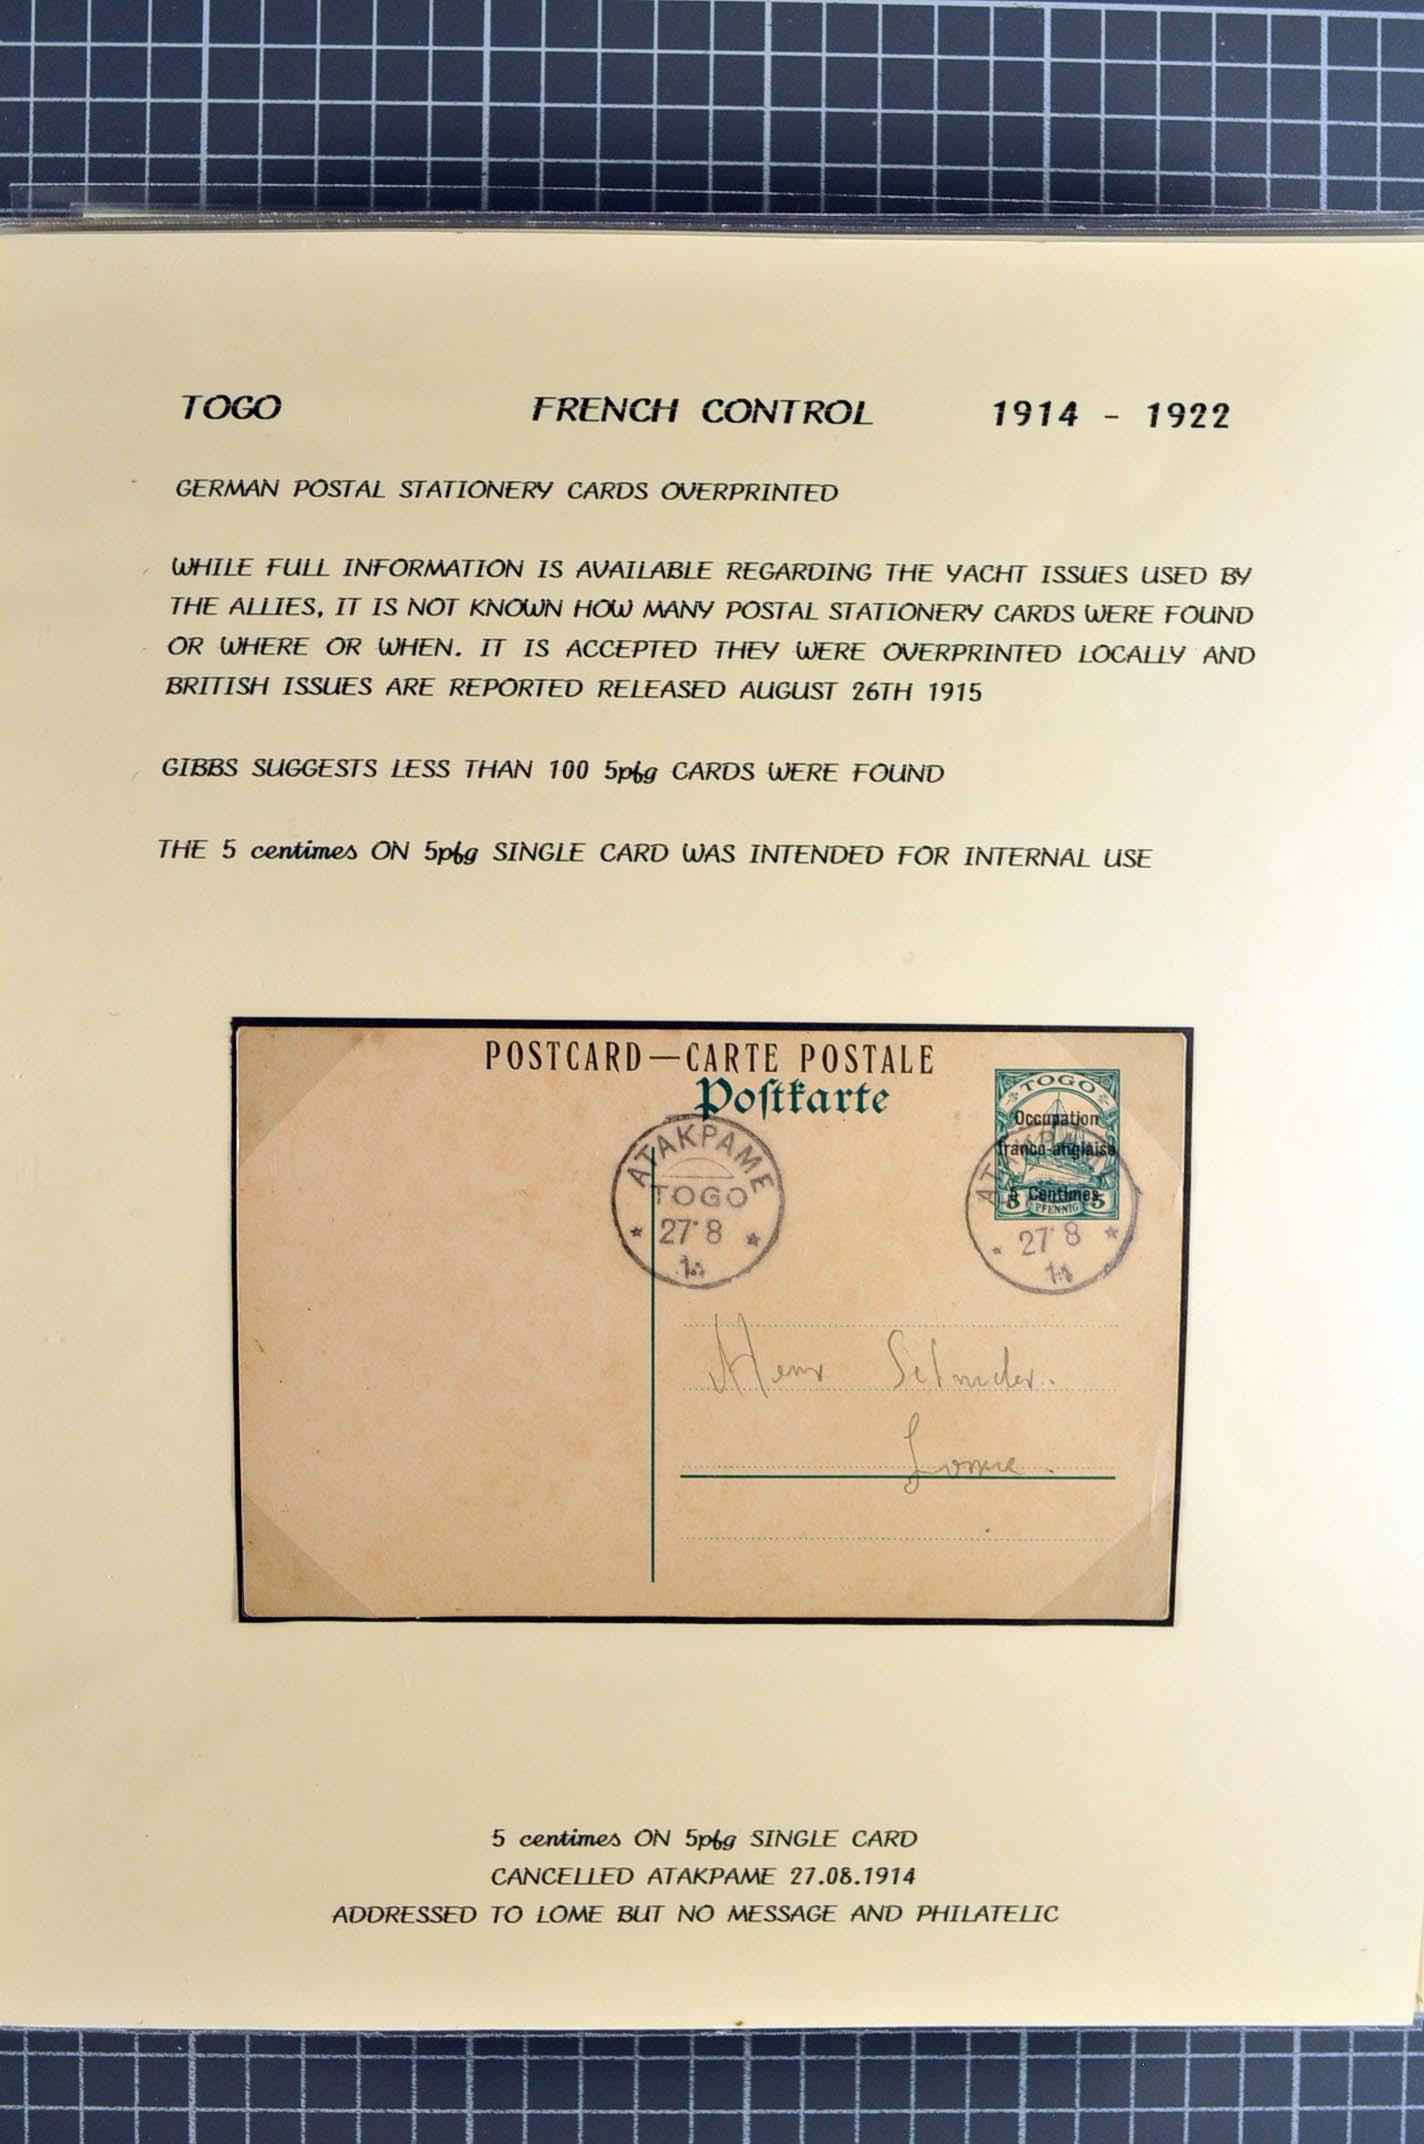 TOGO FRENCH CONTROL 1914 - 1922
GERMAN POSTAL STATIONERY CARDS OVERPRINTED
WHILE FULL INFORMATION IS AVAILABLE REGARDING THE YACHT ISSUES USED BY
THE ALLIES, IT IS NOT KNOWN HOW MANY POSTAL STATIONERY CARDS WERE FOUND
OR WHERE OR WHEN. IT IS ACCEPTED THEY WERE OVERPRINTED LOCALLY AND
BRITISH ISSUES ARE REPORTED RELEASED AUGUST 26TH 1915
GIBBS SUGGESTS LESS THAN 100 5pfg CARDS WERE FOUND
THE 5 centimes ON 5pfg SINGLE CARD WAS INTENDED FOR INTERNAL USE
POSTCARD—CARTE POSTALE
Postkarte
TOGO
Occupation
franco-anglaise
5 Centimes
5 PFENNIG 5
ATAKPAME
TOGO
* 27 8 *
ATAKPAME
* 27 8 *
Herr
Lome.
5 centimes ON 5pfg SINGLE CARD
CANCELLED ATAKPAME 27.08.1914
ADDRESSED TO LOME BUT NO MESSAGE AND PHILATELIC